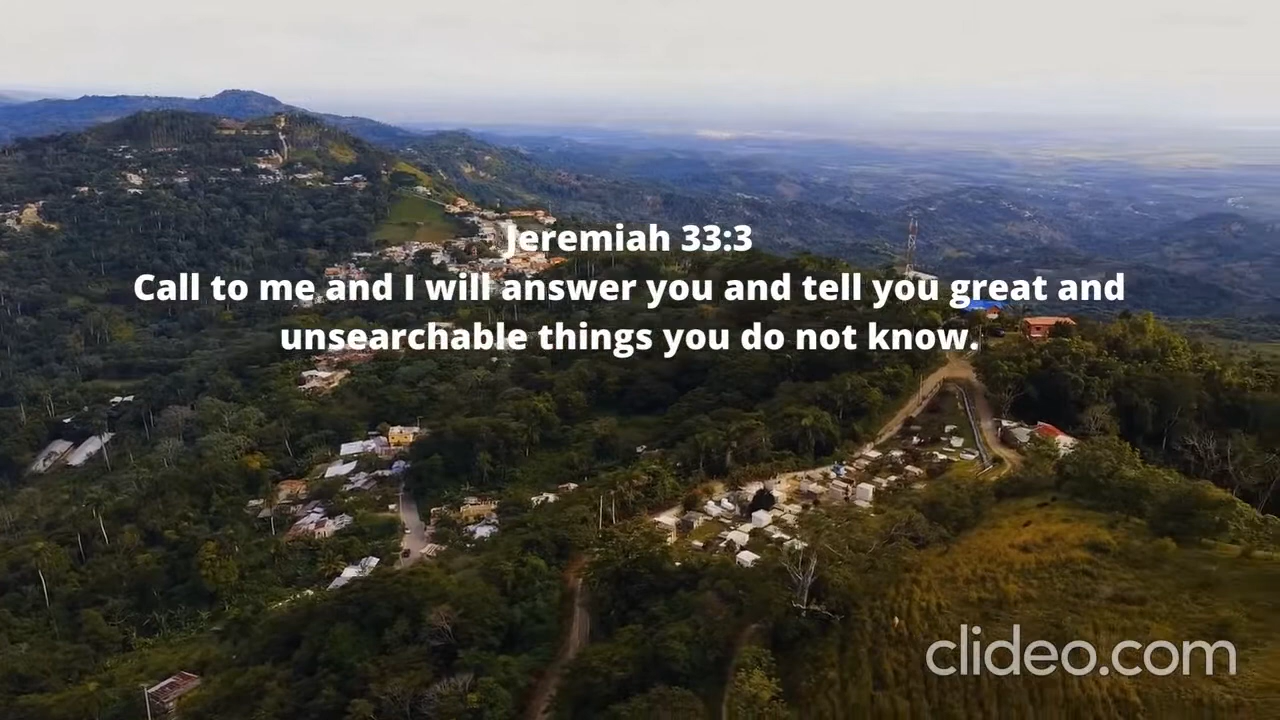 Jeremiah 33:3
Call to me and I will answer you and tell you great and
unsearchable things you do not know.
clideo.com